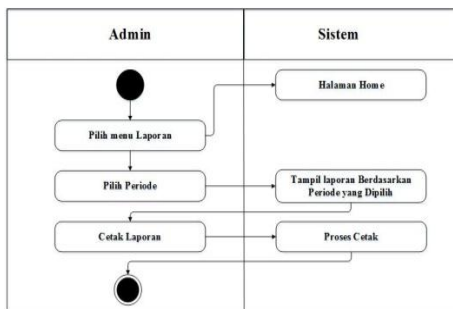 Admin
Sistem
Halaman Home
Pilih menu Laporan
Pilih Periode
Tampil laporan Berdasarkan
Periode yang Dipilih
Cetak Laporan
Proses Cetak